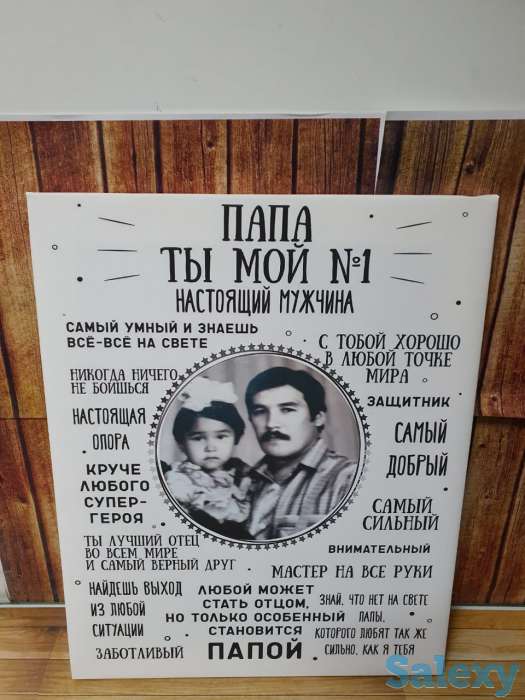 ПАПА
ТЫ МОЙ №1
НАСТОЯЩИЙ МУЖЧИНА
САМЫЙ УМНЫЙ И ЗНАЕШЬ
ВСЁ-ВСЁ НА СВЕТЕ
С ТОБОЙ ХОРОШО
В ЛЮБОЙ ТОЧКЕ
МИРА
НИКОГДА НИЧЕГО
НЕ БОИШЬСЯ
ЗАЩИТНИК
НАСТОЯЩАЯ
ОПОРА
САМЫЙ
ДОБРЫЙ
КРУЧЕ
ЛЮБОГО
СУПЕР-
ГЕРОЯ
САМЫЙ
СИЛЬНЫЙ
ТЫ ЛУЧШИЙ ОТЕЦ
ВО ВСЕМ МИРЕ
И САМЫЙ ВЕРНЫЙ ДРУГ
ВНИМАТЕЛЬНЫЙ
МАСТЕР НА ВСЕ РУКИ
НАЙДЕШЬ ВЫХОД
ИЗ ЛЮБОЙ
СИТУАЦИИ
ЛЮБОЙ МОЖЕТ
СТАТЬ ОТЦОМ,
НО ТОЛЬКО ОСОБЕННЫЙ
СТАНОВИТСЯ
ПАПОЙ
ЗНАЙ, ЧТО НЕТ НА СВЕТЕ
ПАПЫ,
КОТОРОГО ЛЮБЯТ ТАК ЖЕ
СИЛЬНО, КАК Я ТЕБЯ
ЗАБОТЛИВЫЙ
Salexy